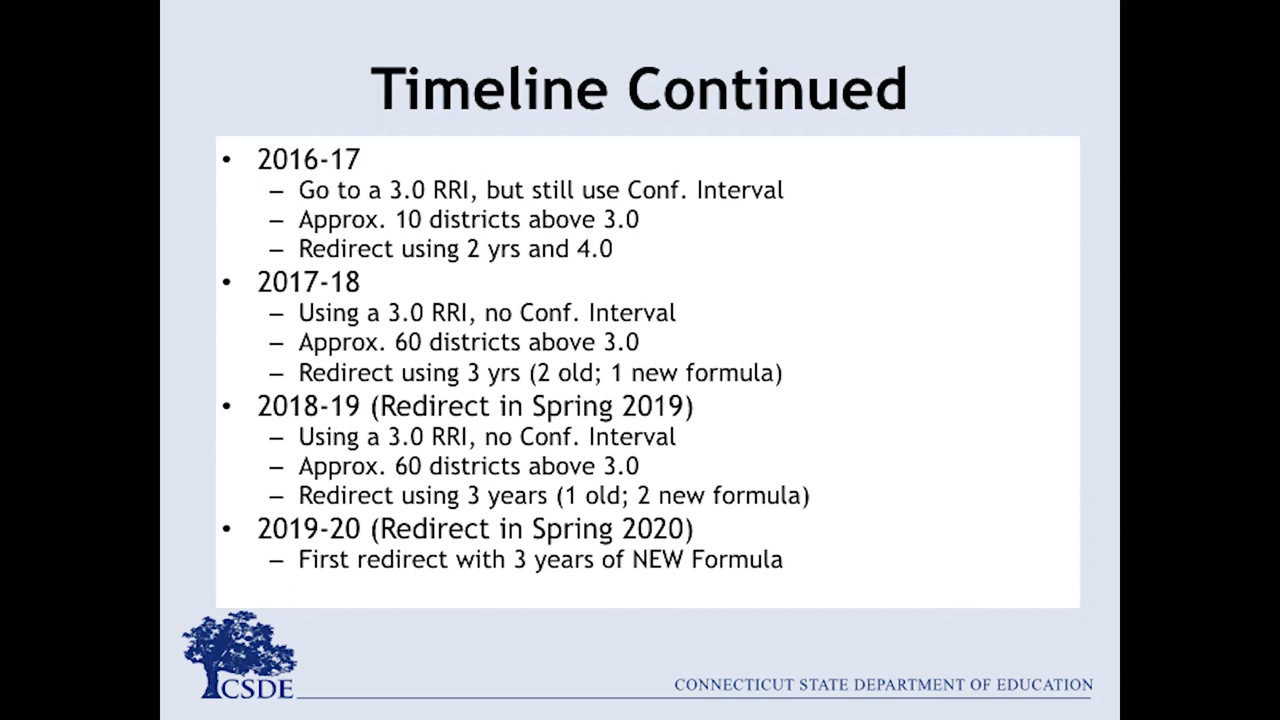 Timeline Continued
• 2016-17
– Go to a 3.0 RRI, but still use Conf. Interval
– Approx. 10 districts above 3.0
– Redirect using 2 yrs and 4.0
• 2017-18
– Using a 3.0 RRI, no Conf. Interval
– Approx. 60 districts above 3.0
– Redirect using 3 yrs (2 old; 1 new formula)
• 2018-19 (Redirect in Spring 2019)
– Using a 3.0 RRI, no Conf. Interval
– Approx. 60 districts above 3.0
– Redirect using 3 years (1 old; 2 new formula)
• 2019-20 (Redirect in Spring 2020)
– First redirect with 3 years of NEW Formula
CSDE
CONNECTICUT STATE DEPARTMENT OF EDUCATION